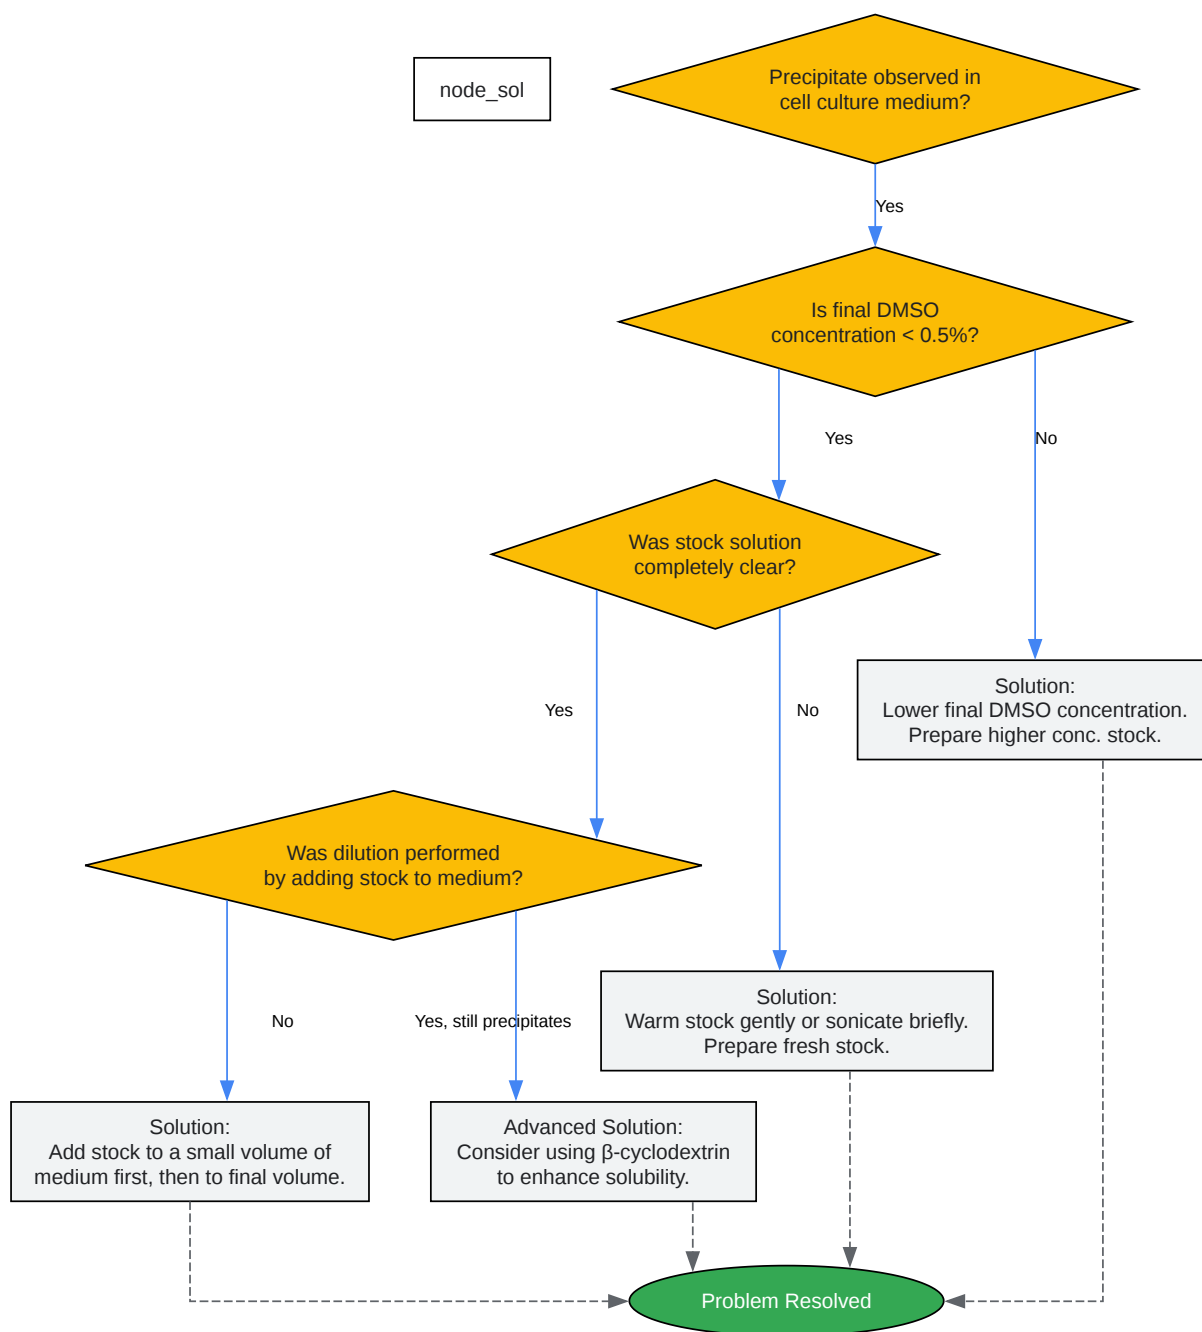 node_sol
Precipitate observed in
cell culture medium?
Yes
Is final DMSO
concentration < 0.5%?
Yes
No
Was stock solution
completely clear?
Solution:
Lower final DMSO concentration.
Prepare higher conc. stock.
Yes
No
Was dilution performed
by adding stock to medium?
Solution:
Warm stock gently or sonicate briefly.
Prepare fresh stock.
No
Yes, still precipitates
Solution:
Add stock to a small volume of
medium first, then to final volume.
Advanced Solution:
Consider using β-cyclodextrin
to enhance solubility.
Problem Resolved